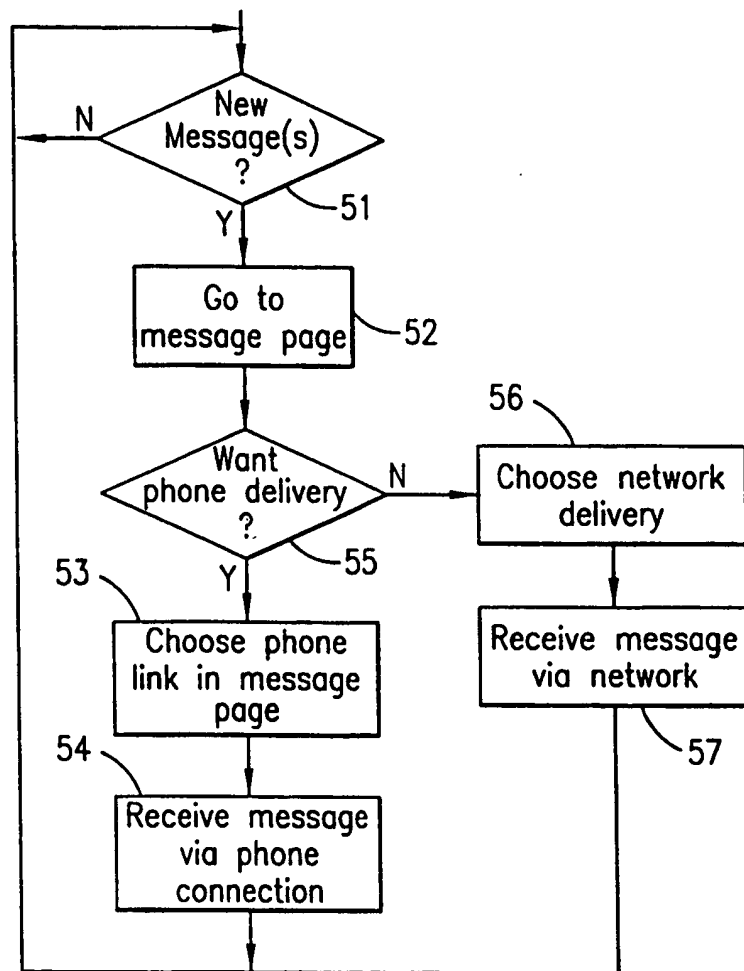 New
Message(s)
?
N
51
Y
Go to
message page
52
Want
phone delivery
?
N
55
Y
56
Choose network
delivery
53
Choose phone
link in message
page
Receive message
via network
57
54
Receive message
via phone
connection